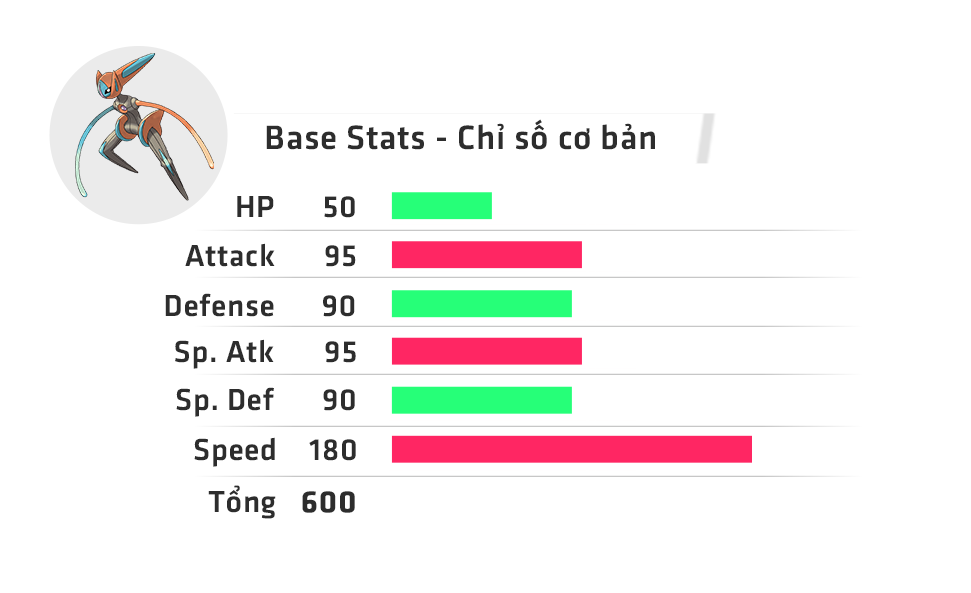 Base Stats - Chỉ số cơ bản
HP 50
Attack 95
Defense 90
Sp. Atk 95
Sp. Def 90
Speed 180
Tổng 600